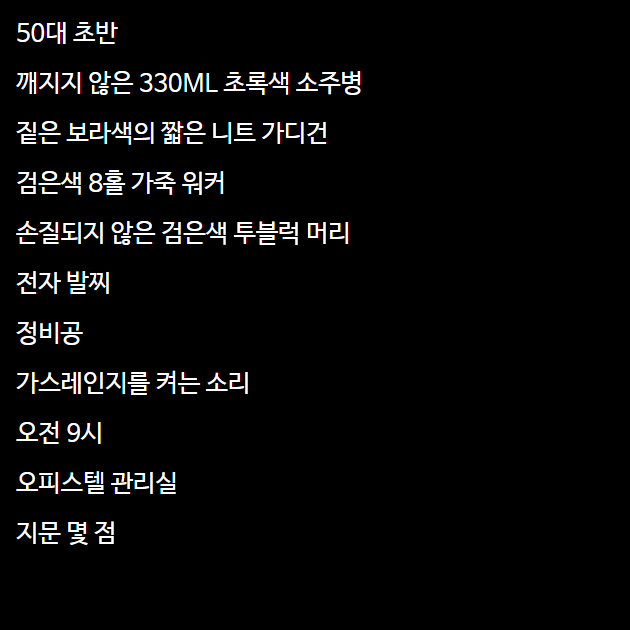 50대 초반
깨지지 않은 330ML 초록색 소주병
짙은 보라색의 짧은 니트 가디건
검은색 8홀 가죽 워커
손질되지 않은 검은색 투블럭 머리
전자 발찌
정비공
가스레인지를 켜는 소리
오전 9시
오피스텔 관리실
지문 몇 점